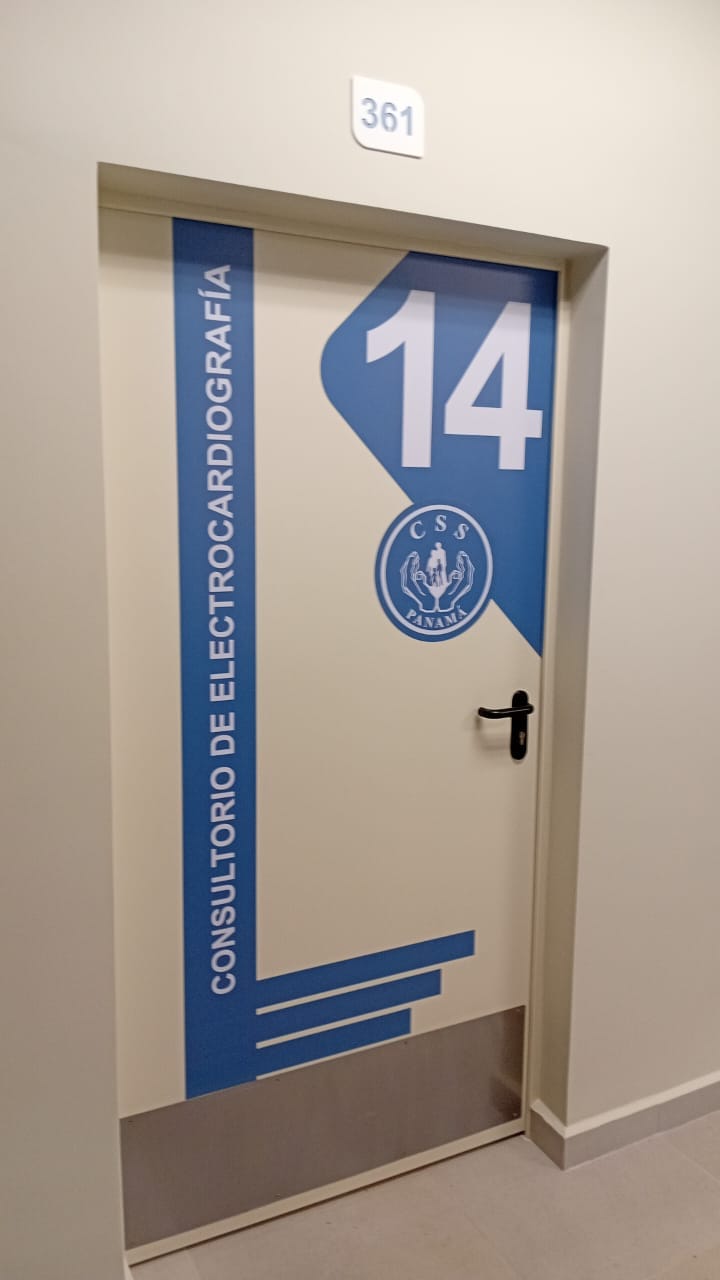 361
14
CONSULTORIO DE ELECTROCARDIOGRAFÍA
CSS
PANAMÁ